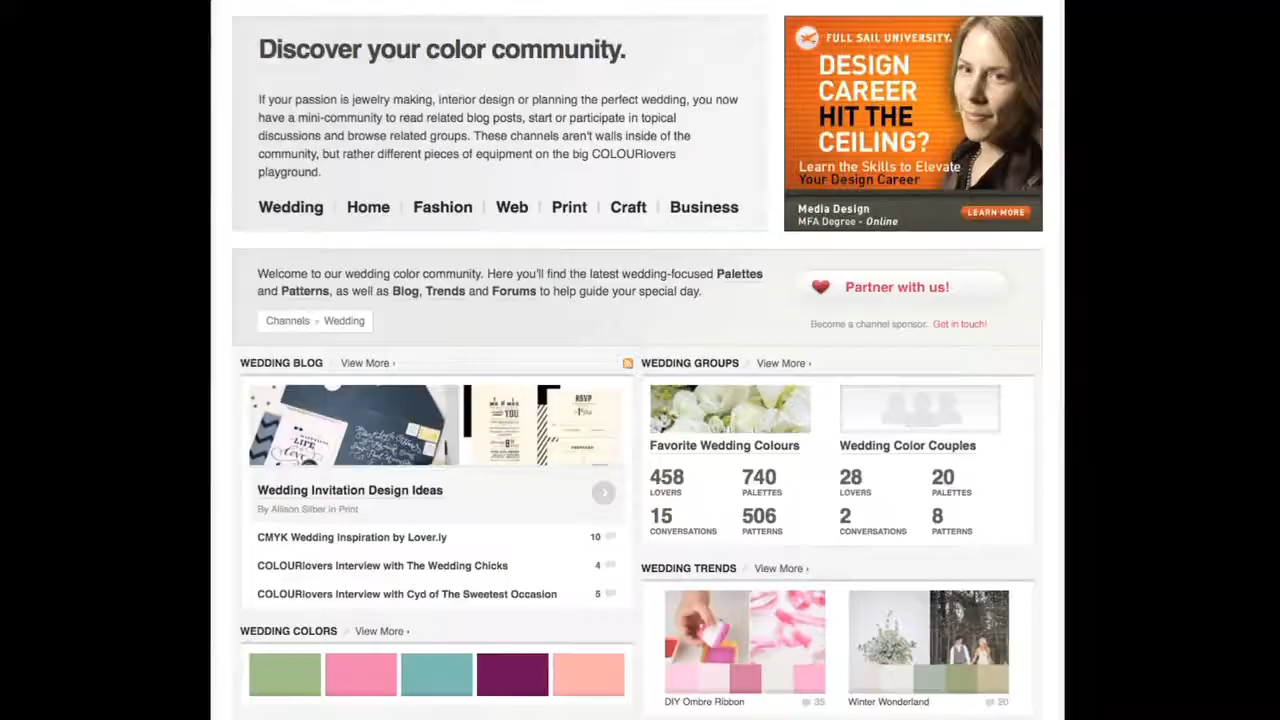 Discover your color community.
If your passion is jewelry making, interior design or planning the perfect wedding, you now
have a mini-community to read related blog posts, start or participate in topical
discussions and browse related groups. These channels aren't walls inside of the
community, but rather different pieces of equipment on the big COLOURlovers
playground.
Wedding Home Fashion Web Print Craft Business
FULL SAIL UNIVERSITY.
DESIGN
CAREER
HIT THE
CEILING?
Learn the Skills to Elevate
Your Design Career
Media Design
MFA Degree - Online
LEARN MORE
Welcome to our wedding color community. Here you'll find the latest wedding-focused Palettes
and Patterns, as well as Blog, Trends and Forums to help guide your special day.
Channels » Wedding
Partner with us!
Become a channel sponsor. Get in touch!
WEDDING BLOG / View More ›
Wedding Invitation Design Ideas
By Allison Silber in Print
CMYK Wedding Inspiration by Lover.ly 10
COLOURlovers Interview with The Wedding Chicks 4
COLOURlovers Interview with Cyd of The Sweetest Occasion 5
WEDDING COLORS / View More ›
WEDDING GROUPS / View More ›
RSVP
YOU
LIFE
Love
Favorite Wedding Colours
458 740
LOVERS PALETTES
15 506
CONVERSATIONS PATTERNS
Wedding Color Couples
28 20
LOVERS PALETTES
2 8
CONVERSATIONS PATTERNS
WEDDING TRENDS / View More ›
DIY Ombre Ribbon 35
Winter Wonderland 20